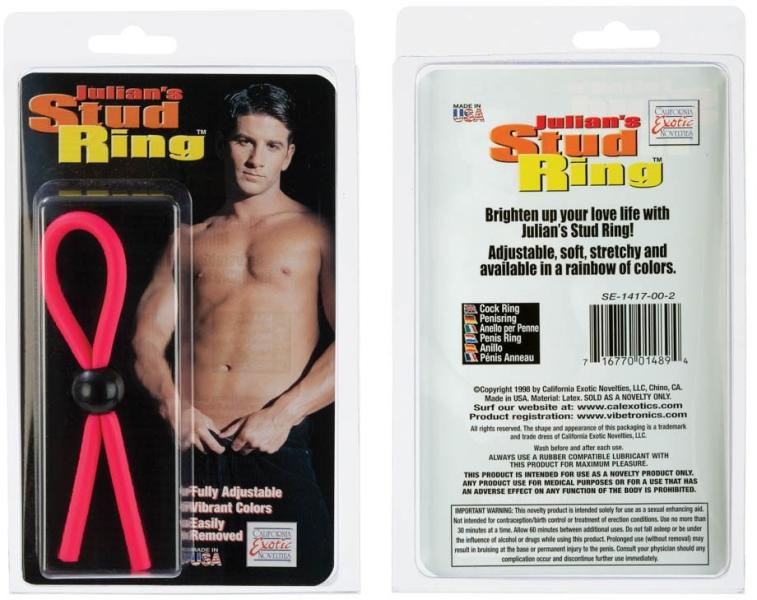 Julian's
Stud
Ring™
Fully Adjustable
Vibrant Colors
Easily
Removed
MADE IN
USA
CALIFORNIA
Exotic
NOVELTIES
MADE IN
USA
Julian's
Stud
Ring™
CALIFORNIA
Exotic
NOVELTIES
Brighten up your love life with
Julian's Stud Ring!
Adjustable, soft, stretchy and
available in a rainbow of colors.
SE-1417-00-2
Cock Ring
Penisring
Anello per Penne
Penis Ring
Anillo
Pénis Anneau
7 16770 01489 4
©Copyright 1998 by California Exotic Novelties, LLC, Chino, CA.
Made in USA. Material: Latex. SOLD AS A NOVELTY ONLY.
Surf our website at: www.calexotics.com
Product registration: www.vibetronics.com
All rights reserved. The shape and appearance of this packaging is a trademark
and trade dress of California Exotic Novelties, LLC.
Wash before and after each use.
ALWAYS USE A RUBBER COMPATIBLE LUBRICANT WITH
THIS PRODUCT FOR MAXIMUM PLEASURE.
THIS PRODUCT IS INTENDED FOR USE AS A NOVELTY PRODUCT ONLY.
ANY PRODUCT USE FOR MEDICAL PURPOSES OR FOR A USE THAT HAS
AN ADVERSE EFFECT ON ANY FUNCTION OF THE BODY IS PROHIBITED.
IMPORTANT WARNING: This novelty product is intended solely for use as a sexual enhancing aid.
Not intended for contraception/birth control or treatment of erection conditions. Use no more than
30 minutes at a time. Allow 60 minutes between additional uses. Do not fall asleep or be under
the influence of alcohol or drugs while using this product. Prolonged use (without removal) may
result in bruising at the base or permanent injury to the penis. Consult your physician should any
complication occur and discontinue further use immediately.